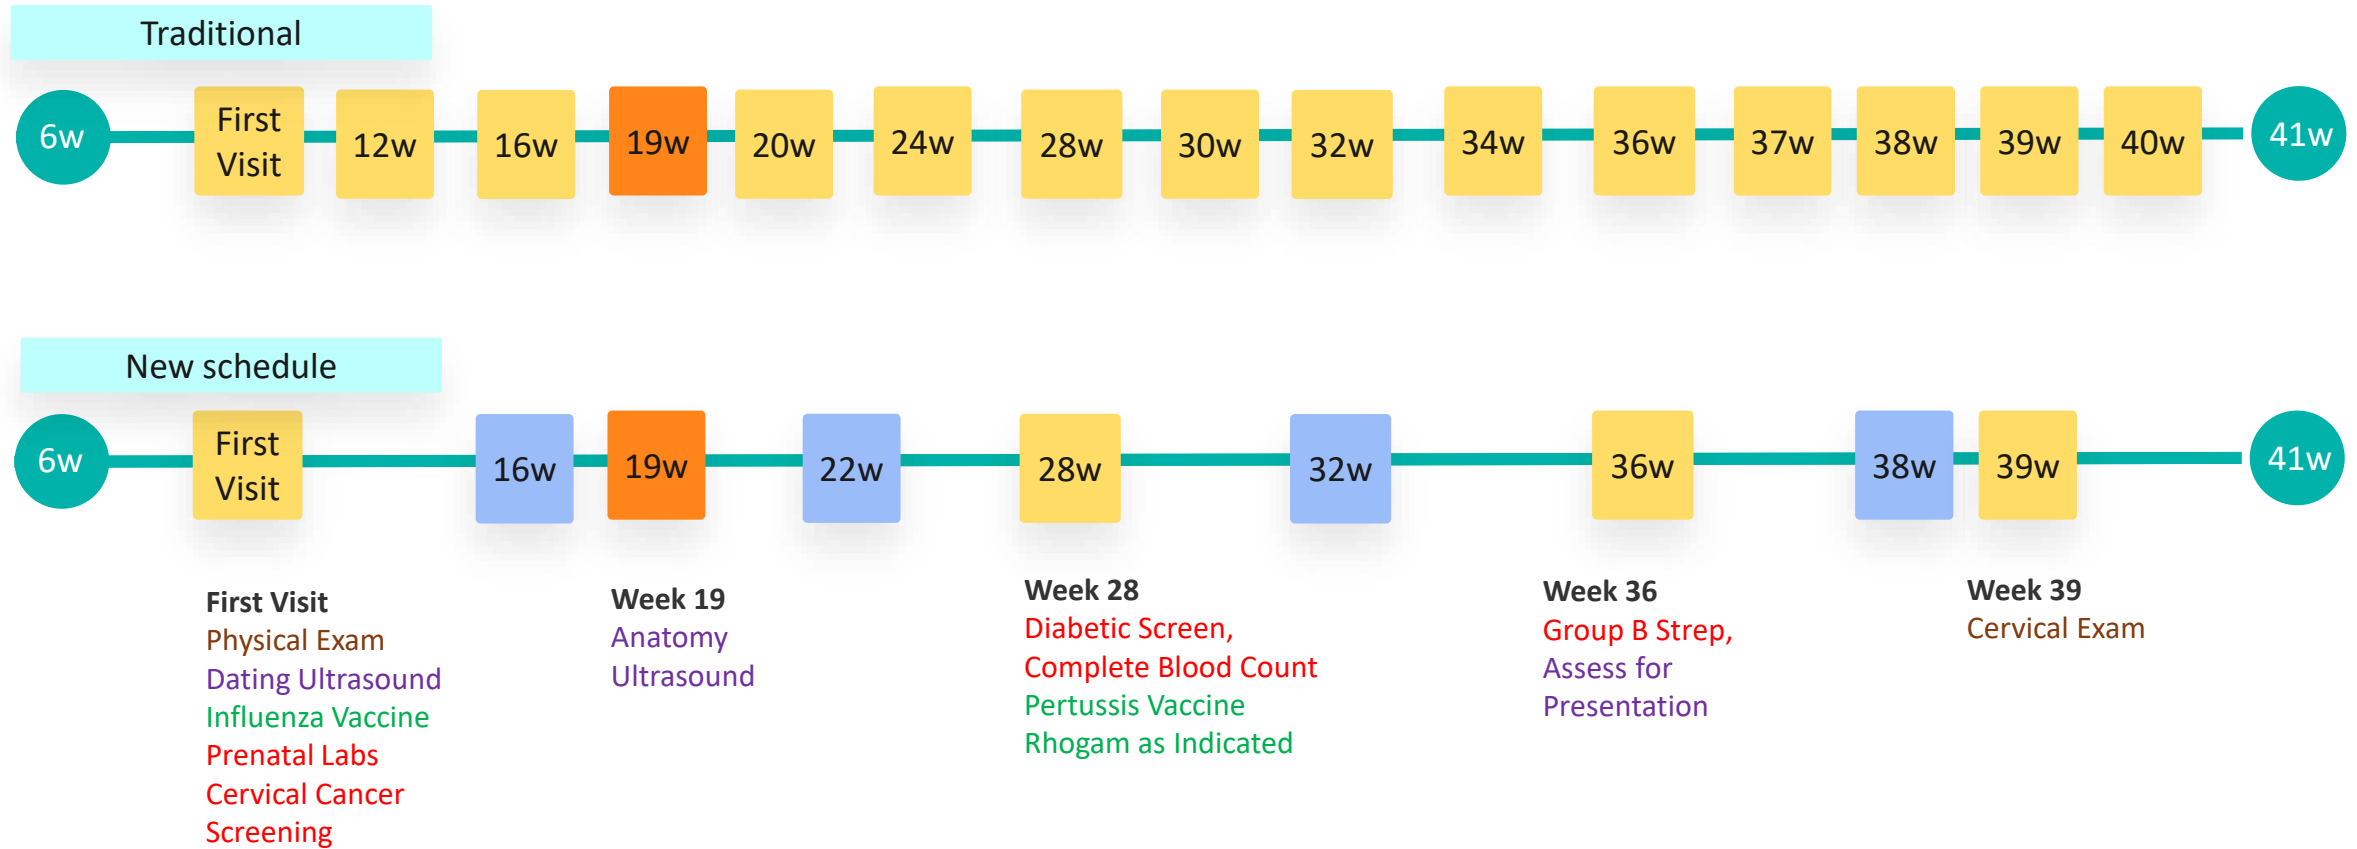 Traditional
6w
First
Visit
12w
16w
19w
20w
24w
28w
30w
32w
34w
36w
37w
38w
39w
40w
41w
New schedule
6w
First
Visit
16w
19w
22w
28w
32w
36w
38w
39w
41w
First Visit
Physical Exam
Dating Ultrasound
Influenza Vaccine
Prenatal Labs
Cervical Cancer
Screening
Week 19
Anatomy
Ultrasound
Week 28
Diabetic Screen,
Complete Blood Count
Pertussis Vaccine
Rhogam as Indicated
Week 36
Group B Strep,
Assess for
Presentation
Week 39
Cervical Exam